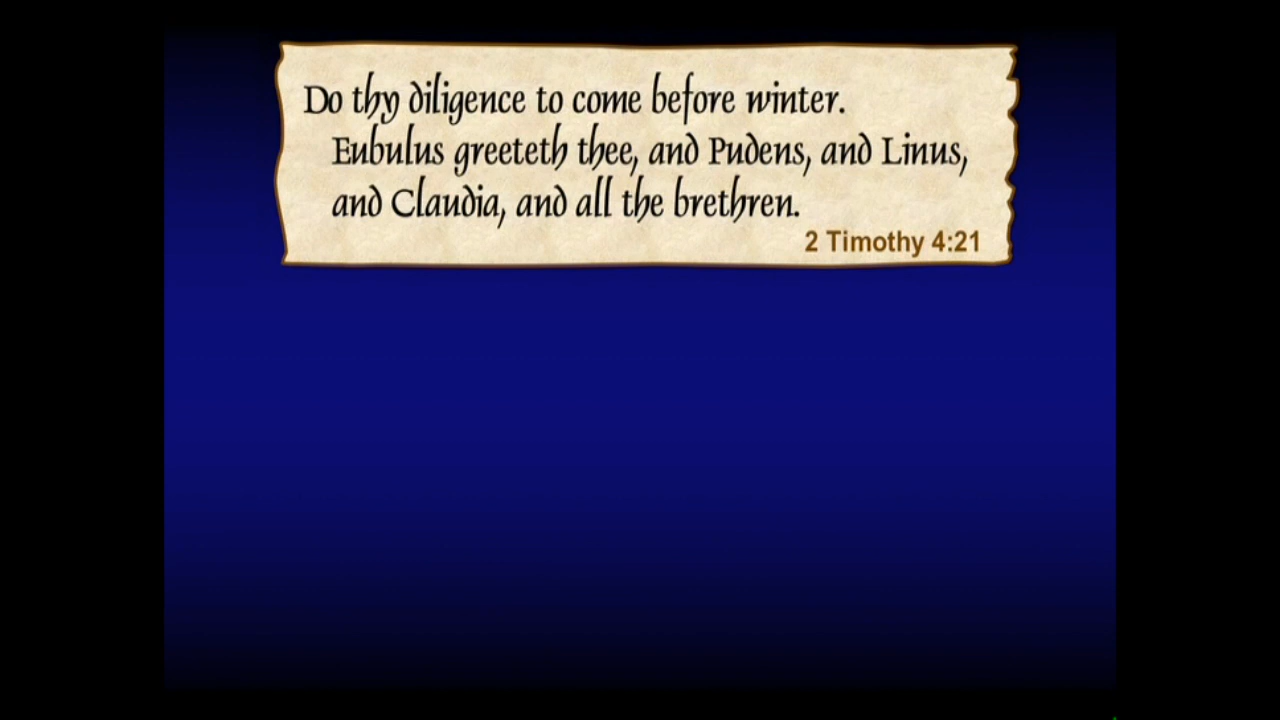 Do thy diligence to come before winter.
Eubulus greeteth thee, and Pudens, and Linus,
and Claudia, and all the brethren.
2 Timothy 4:21